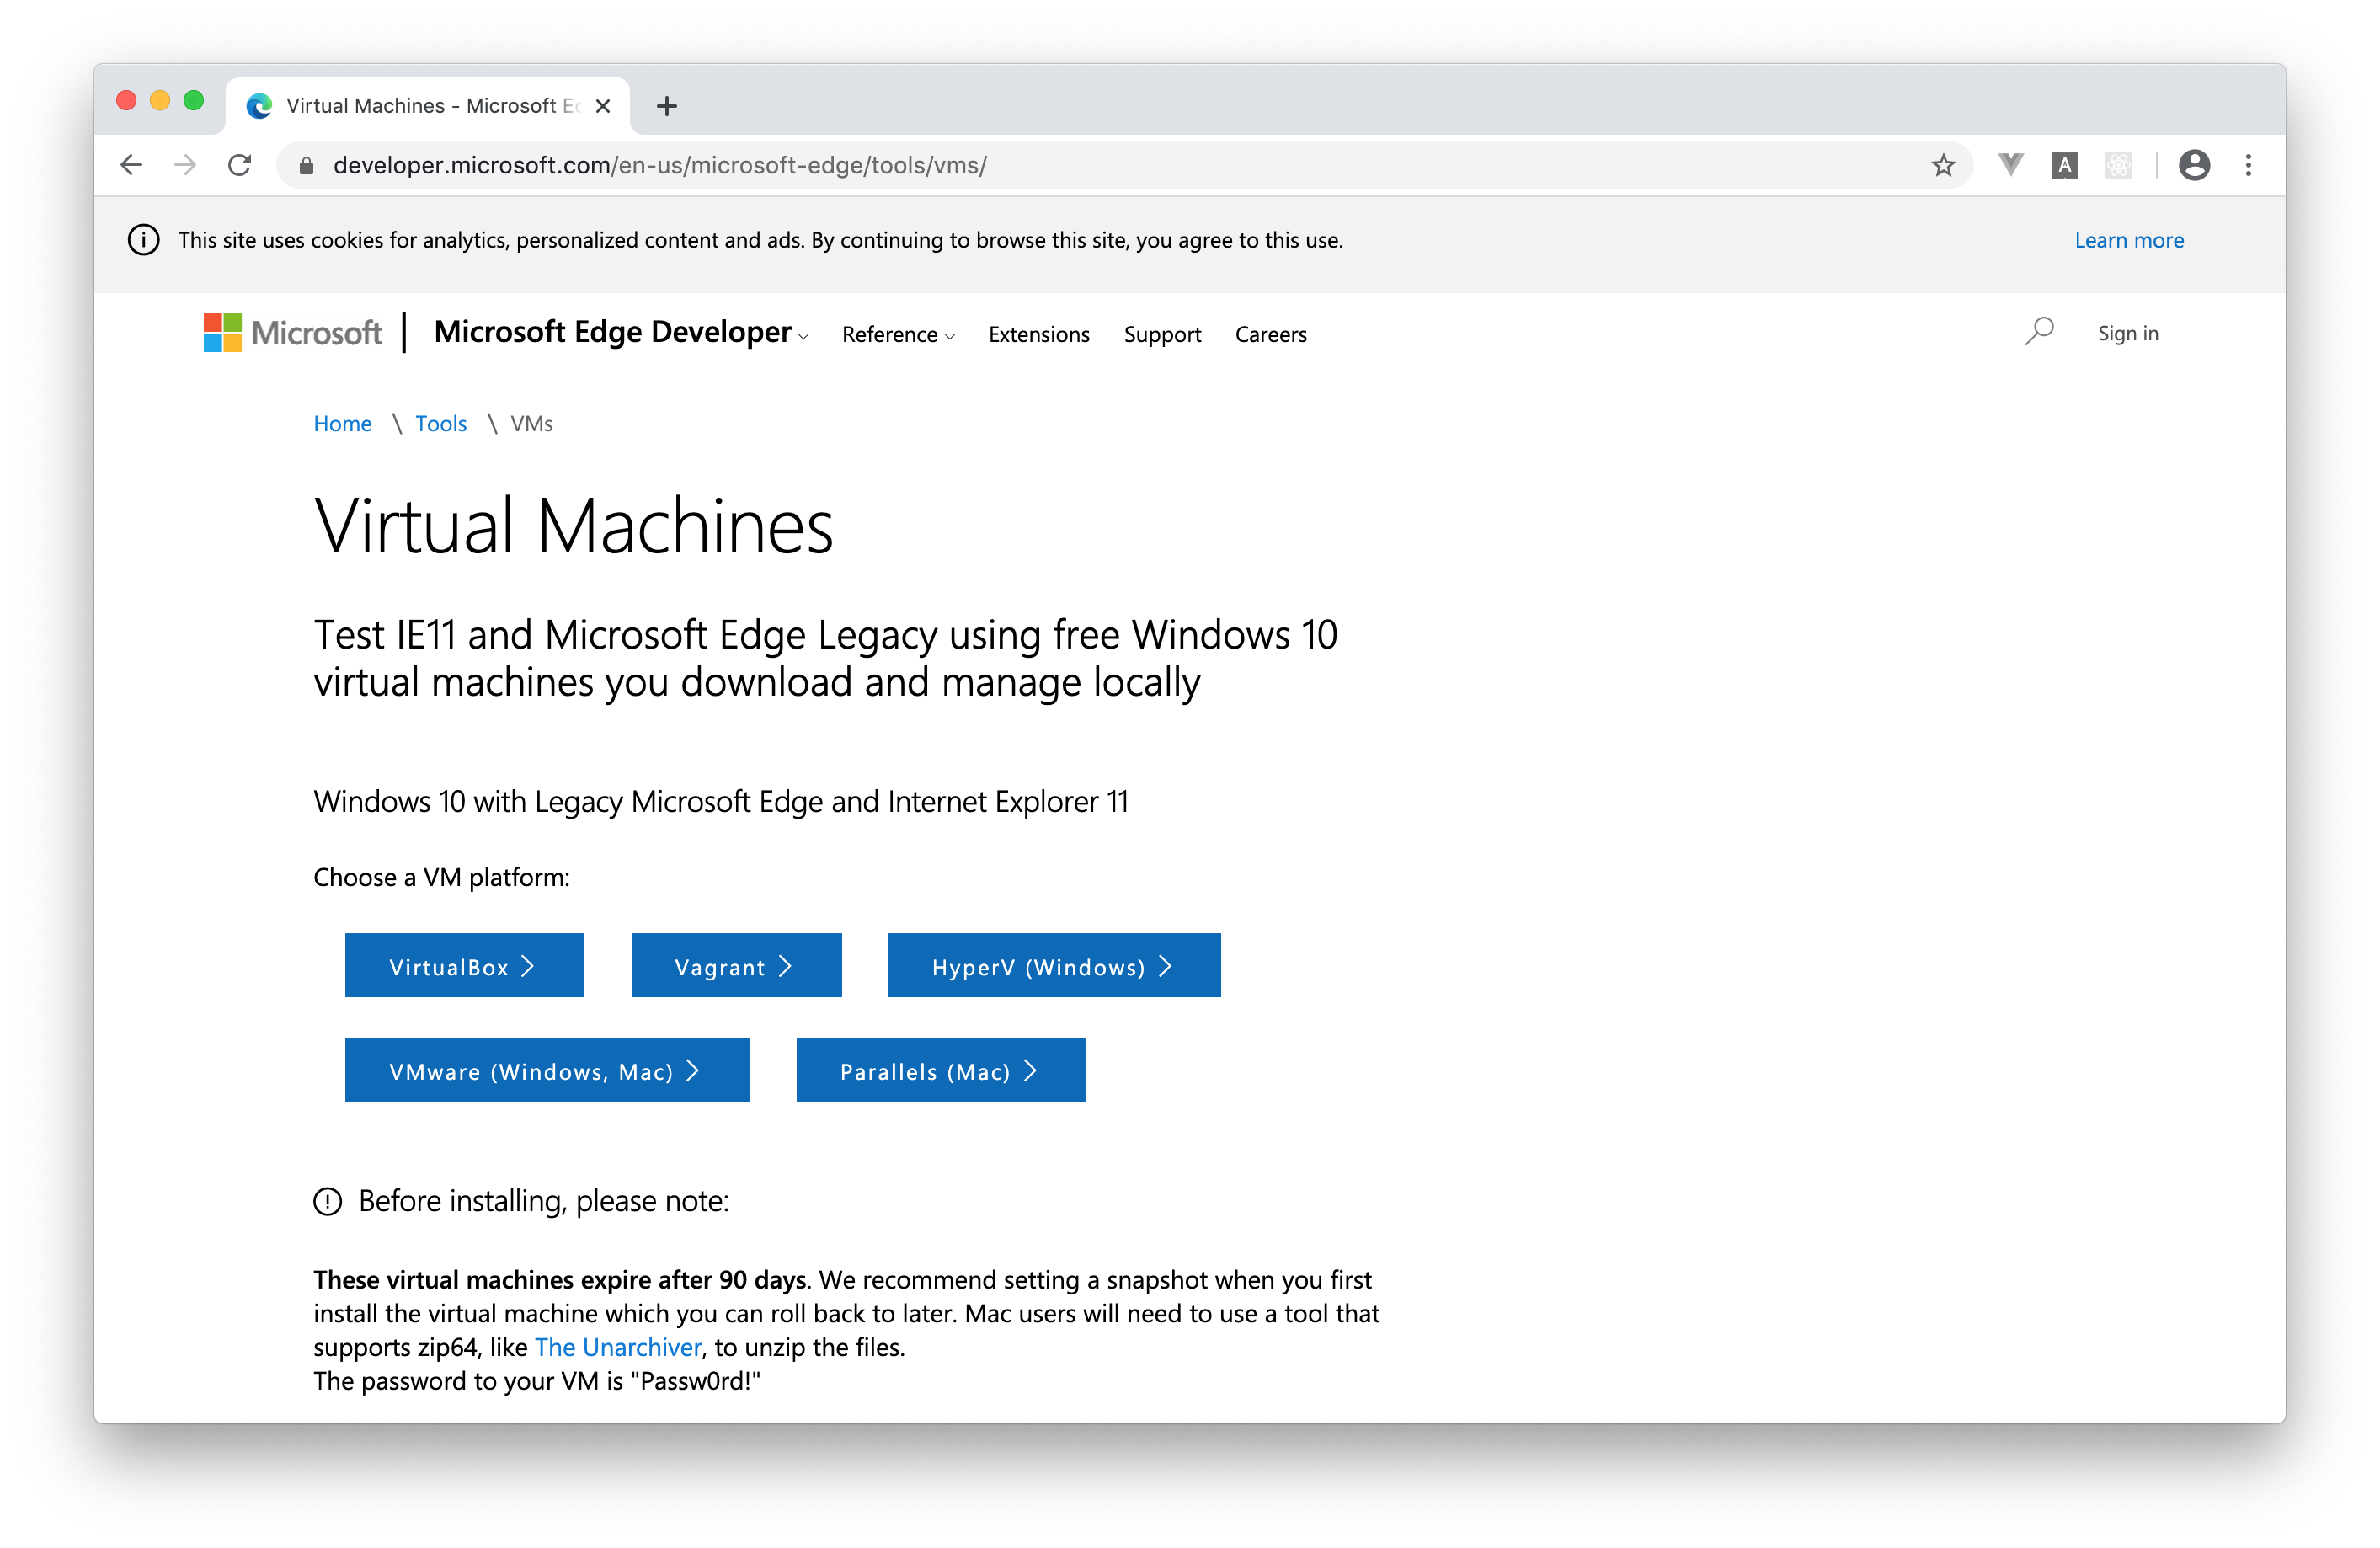 Virtual Machines - Microsoft Ed
developer.microsoft.com/en-us/microsoft-edge/tools/vms/
A
This site uses cookies for analytics, personalized content and ads. By continuing to browse this site, you agree to this use.
Learn more
Microsoft
Microsoft Edge Developer
Reference
Extensions
Support
Careers
Sign in
Home \ Tools \ VMs
Virtual Machines
Test IE11 and Microsoft Edge Legacy using free Windows 10
virtual machines you download and manage locally
Windows 10 with Legacy Microsoft Edge and Internet Explorer 11
Choose a VM platform:
VirtualBox
Vagrant
HyperV (Windows)
VMware (Windows, Mac)
Parallels (Mac)
Before installing, please note:
These virtual machines expire after 90 days. We recommend setting a snapshot when you first
install the virtual machine which you can roll back to later. Mac users will need to use a tool that
supports zip64, like The Unarchiver, to unzip the files.
The password to your VM is "Passw0rd!"